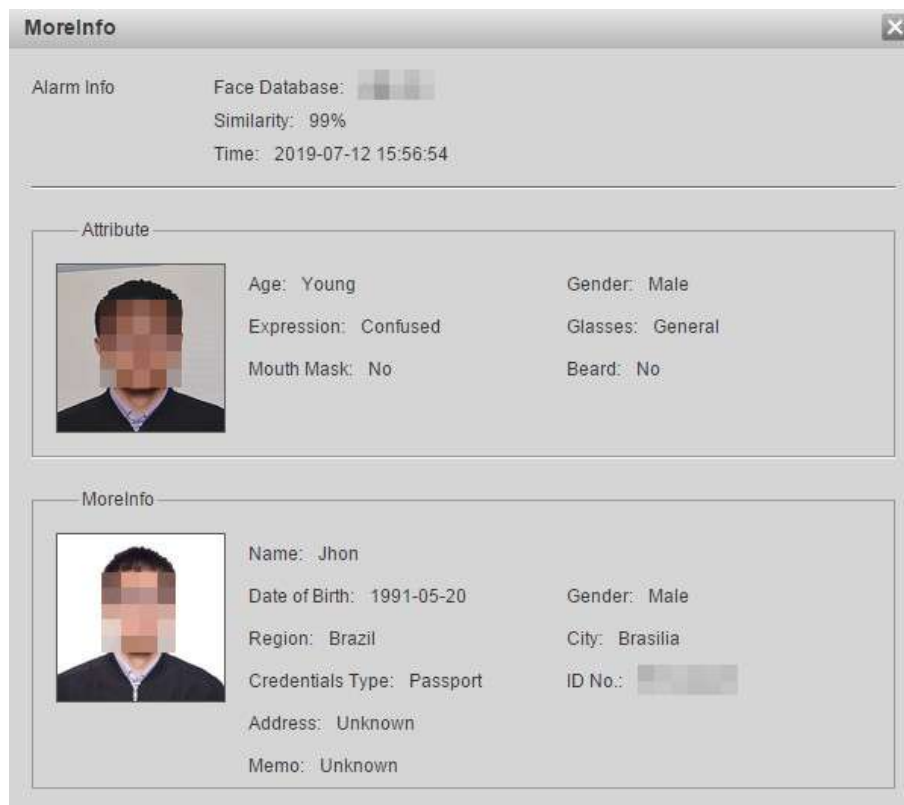 MoreInfo
Alarm Info
Face Database:
Similarity: 99%
Time: 2019-07-12 15:56:54
Attribute
Age: Young Gender: Male
Expression: Confused Glasses: General
Mouth Mask: No Beard: No
MoreInfo
Name: Jhon
Date of Birth: 1991-05-20 Gender: Male
Region: Brazil City: Brasilia
Credentials Type: Passport ID No.:
Address: Unknown
Memo: Unknown